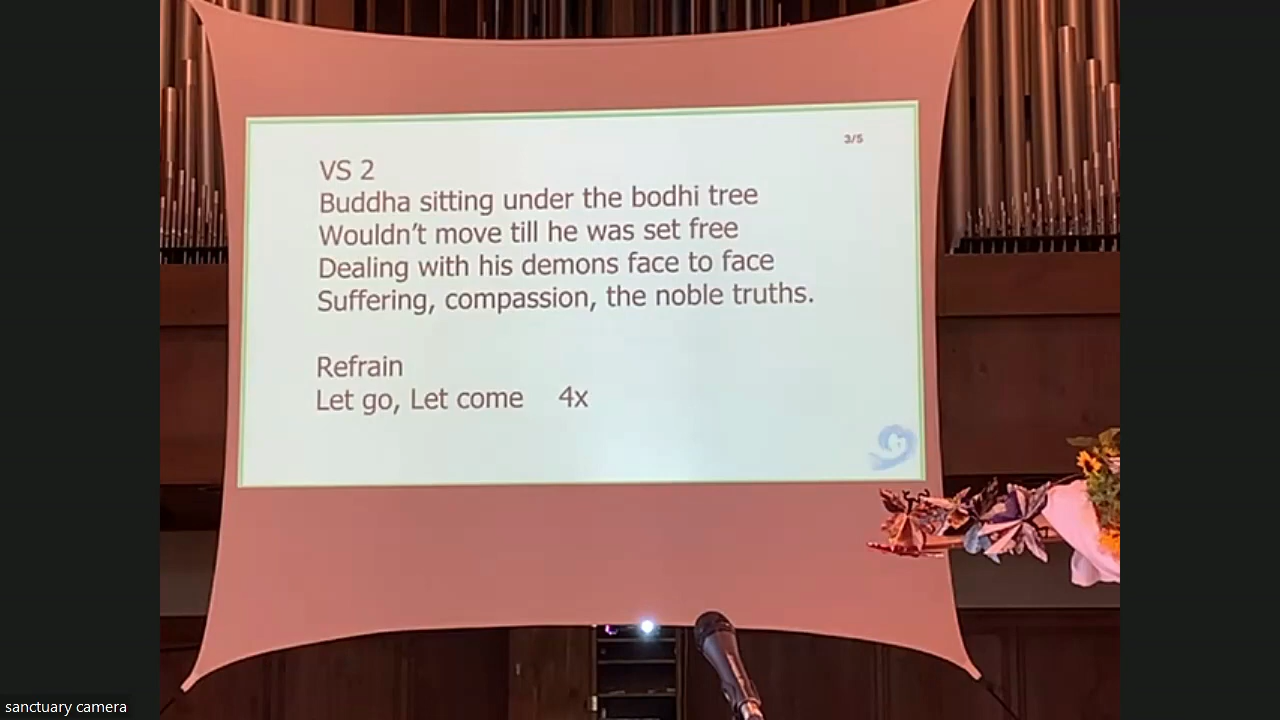 3/5
VS 2
Buddha sitting under the bodhi tree
Wouldn't move till he was set free
Dealing with his demons face to face
Suffering, compassion, the noble truths.
Refrain
Let go, Let come 4x
sanctuary camera